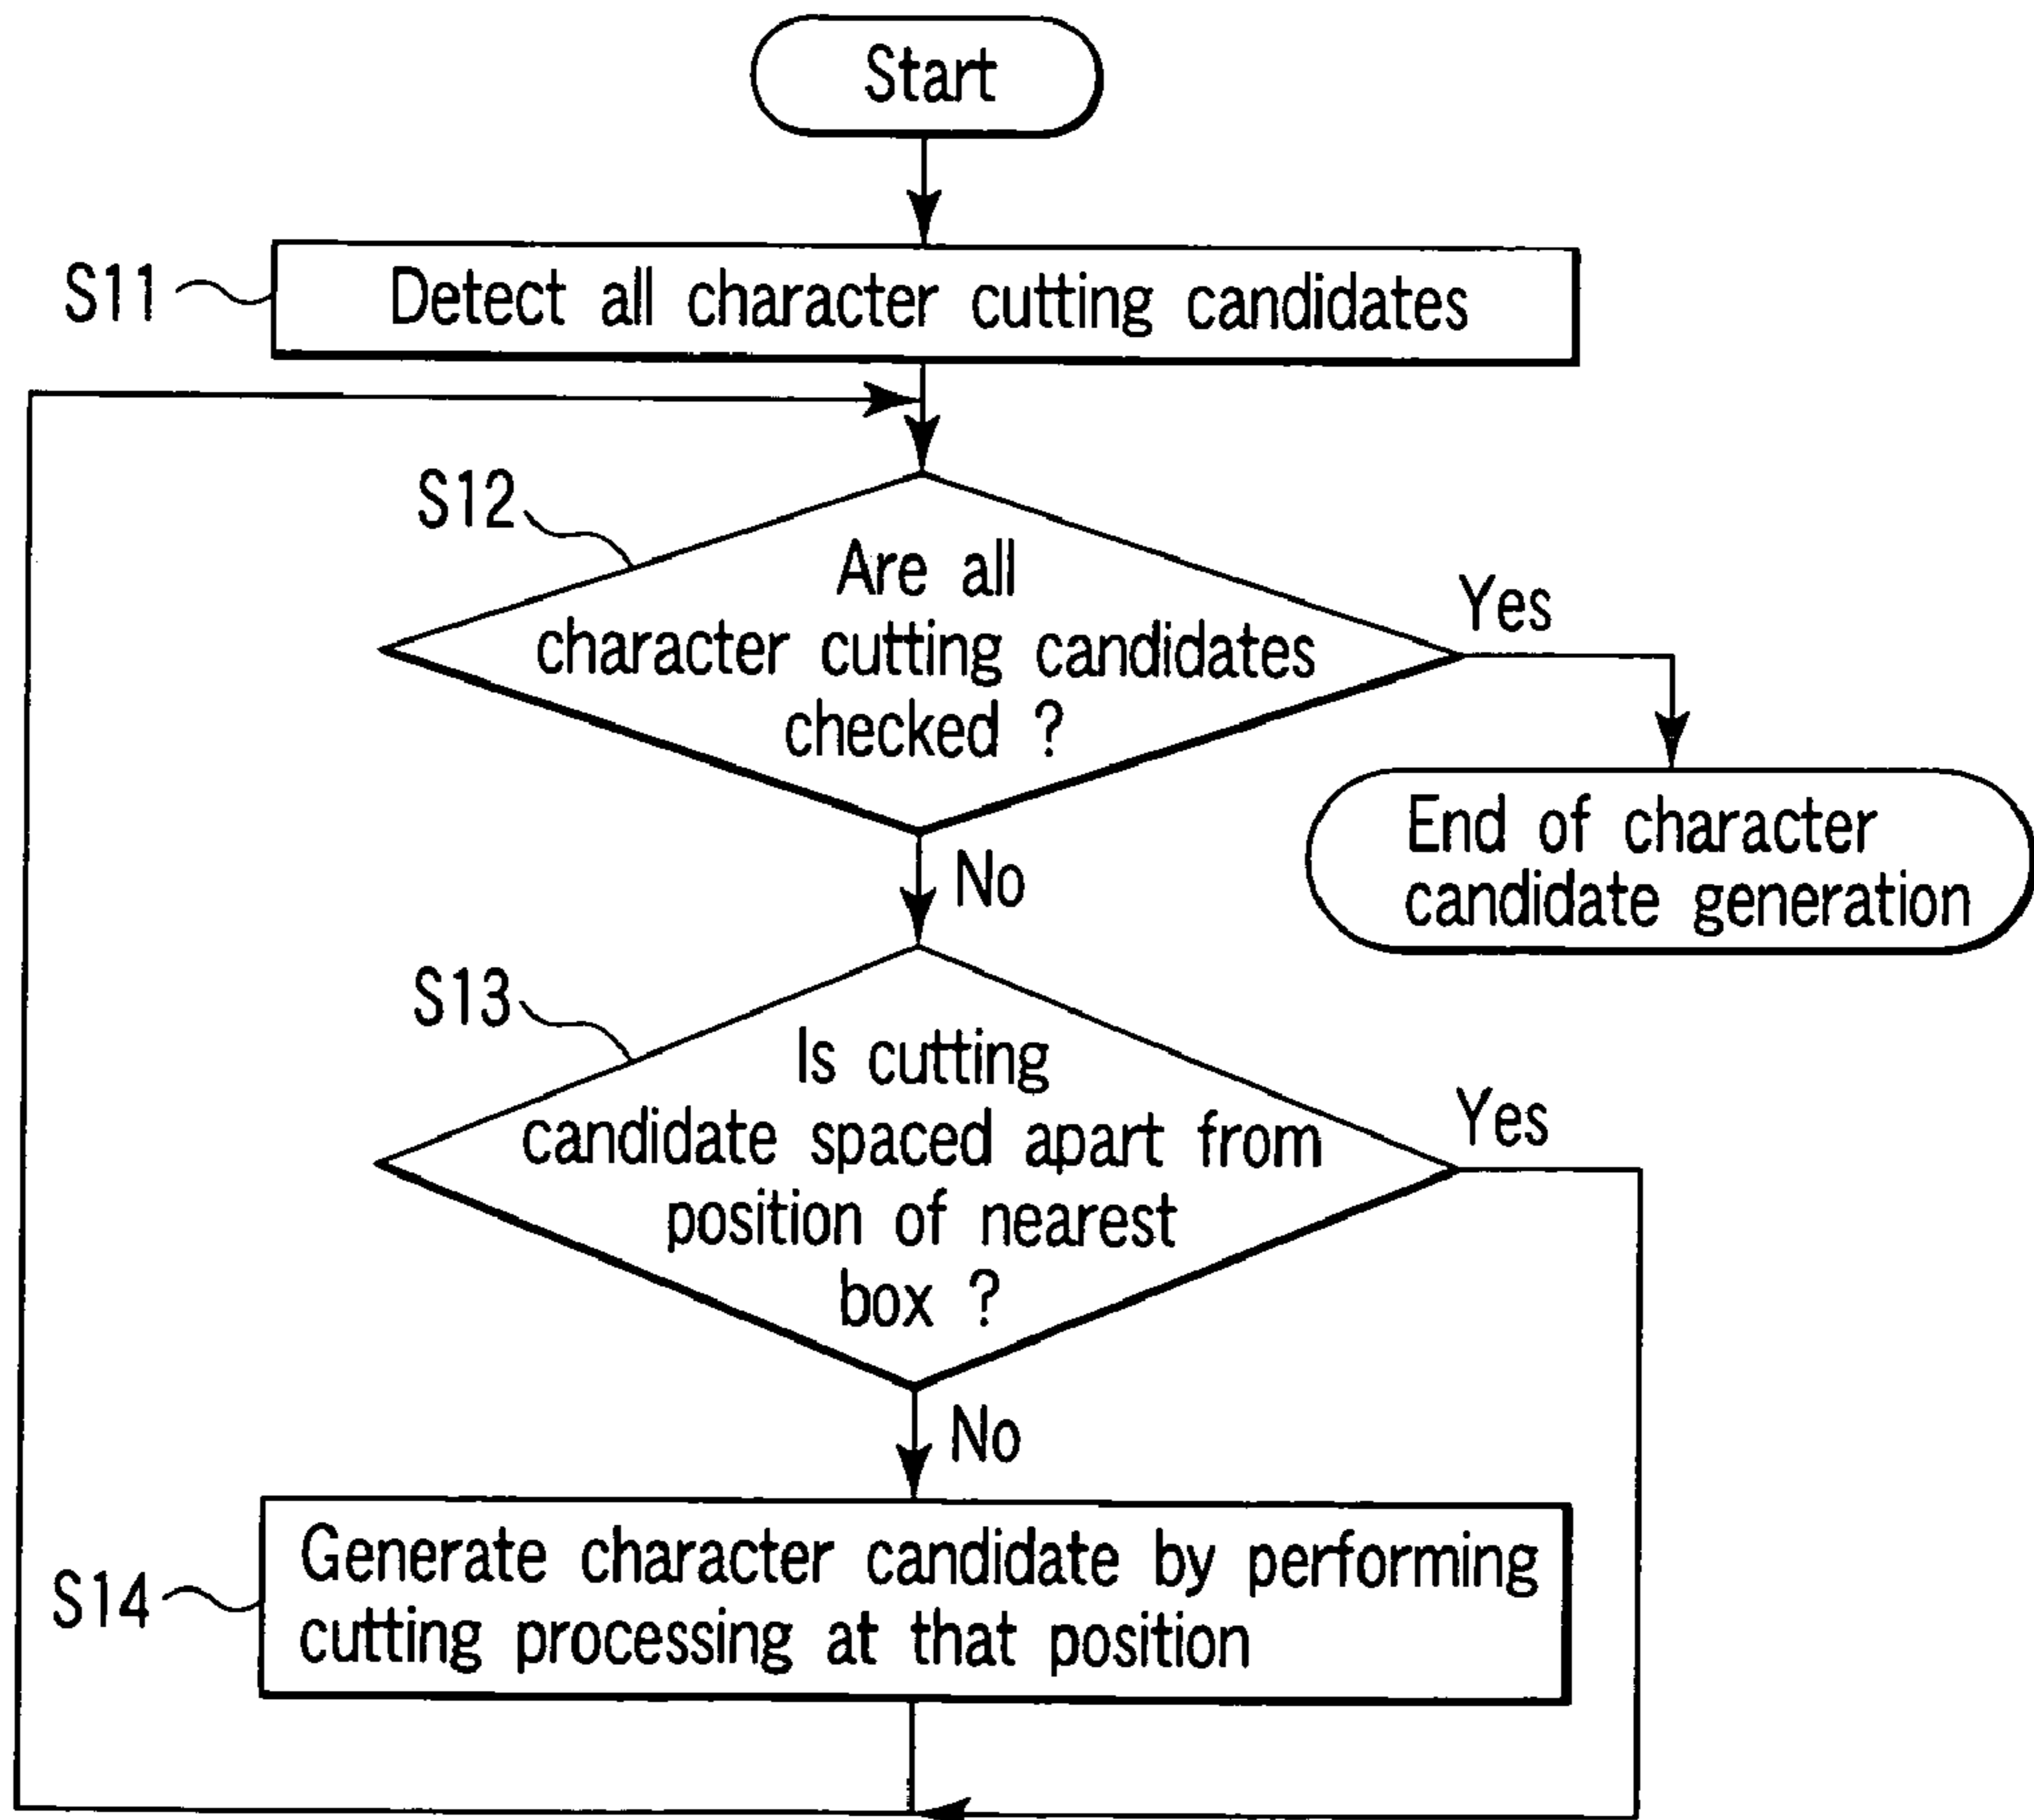 Start
S11
Detect all character cutting candidates
S12
Are all
character cutting candidates
checked ?
Yes
End of character
candidate generation
No
S13
Is cutting
candidate spaced apart from
position of nearest
box ?
Yes
No
S14
Generate character candidate by performing
cutting processing at that position